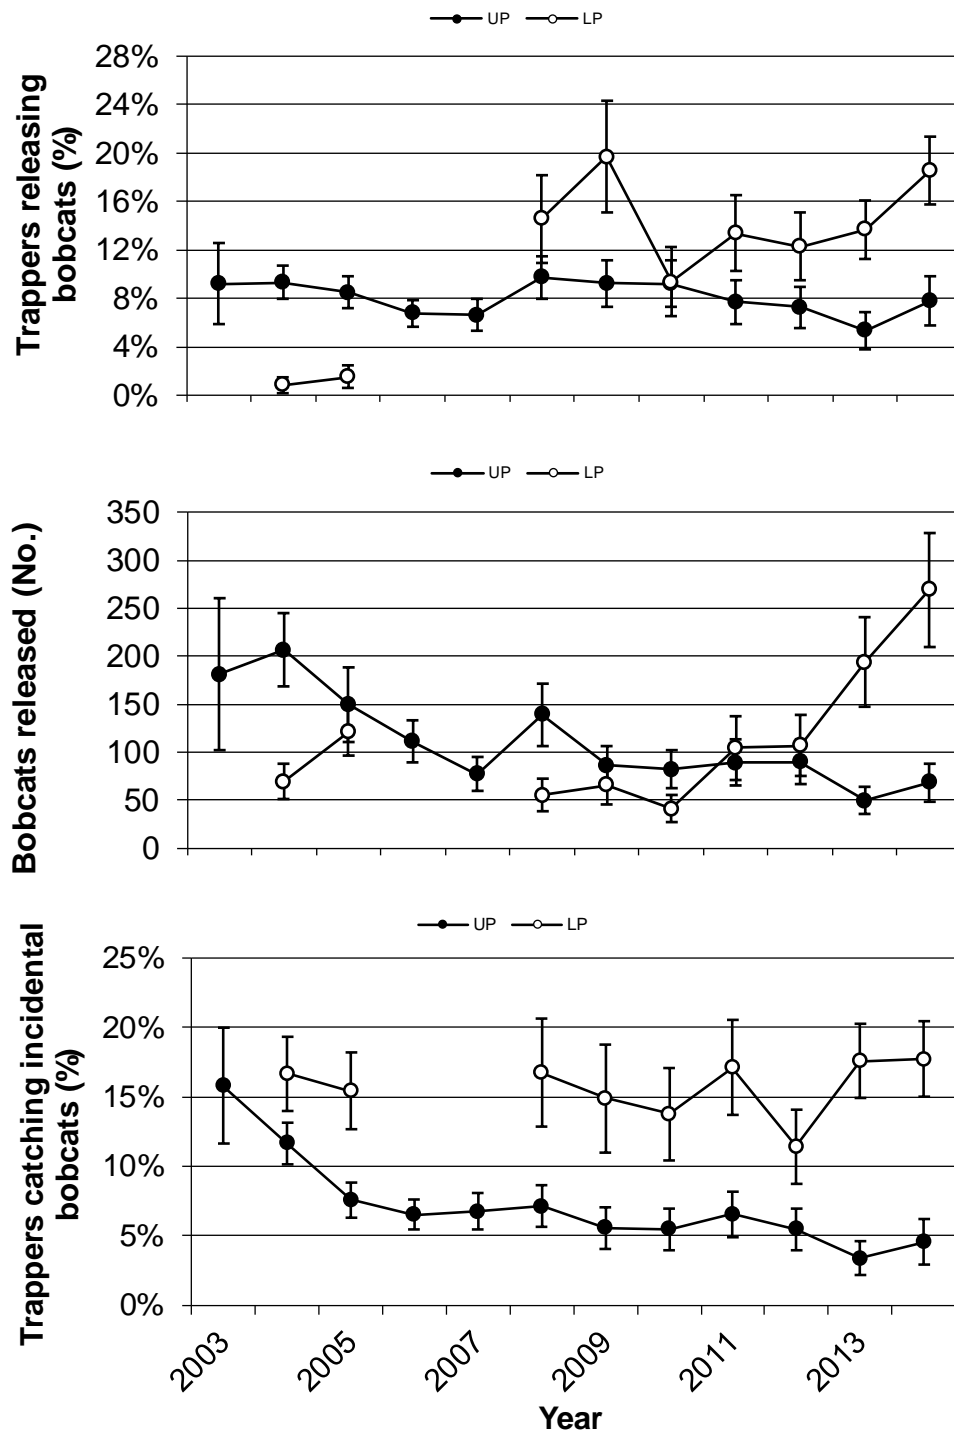 UP LP
28%
24%
20%
16%
12%
8%
4%
0%
Trappers releasing
bobcats (%)
UP LP
350
300
250
200
150
100
50
0
Bobcats released (No.)
UP LP
25%
20%
15%
10%
5%
0%
Trappers catching incidental
bobcats (%)
2003 2005 2007 2009 2011 2013
Year